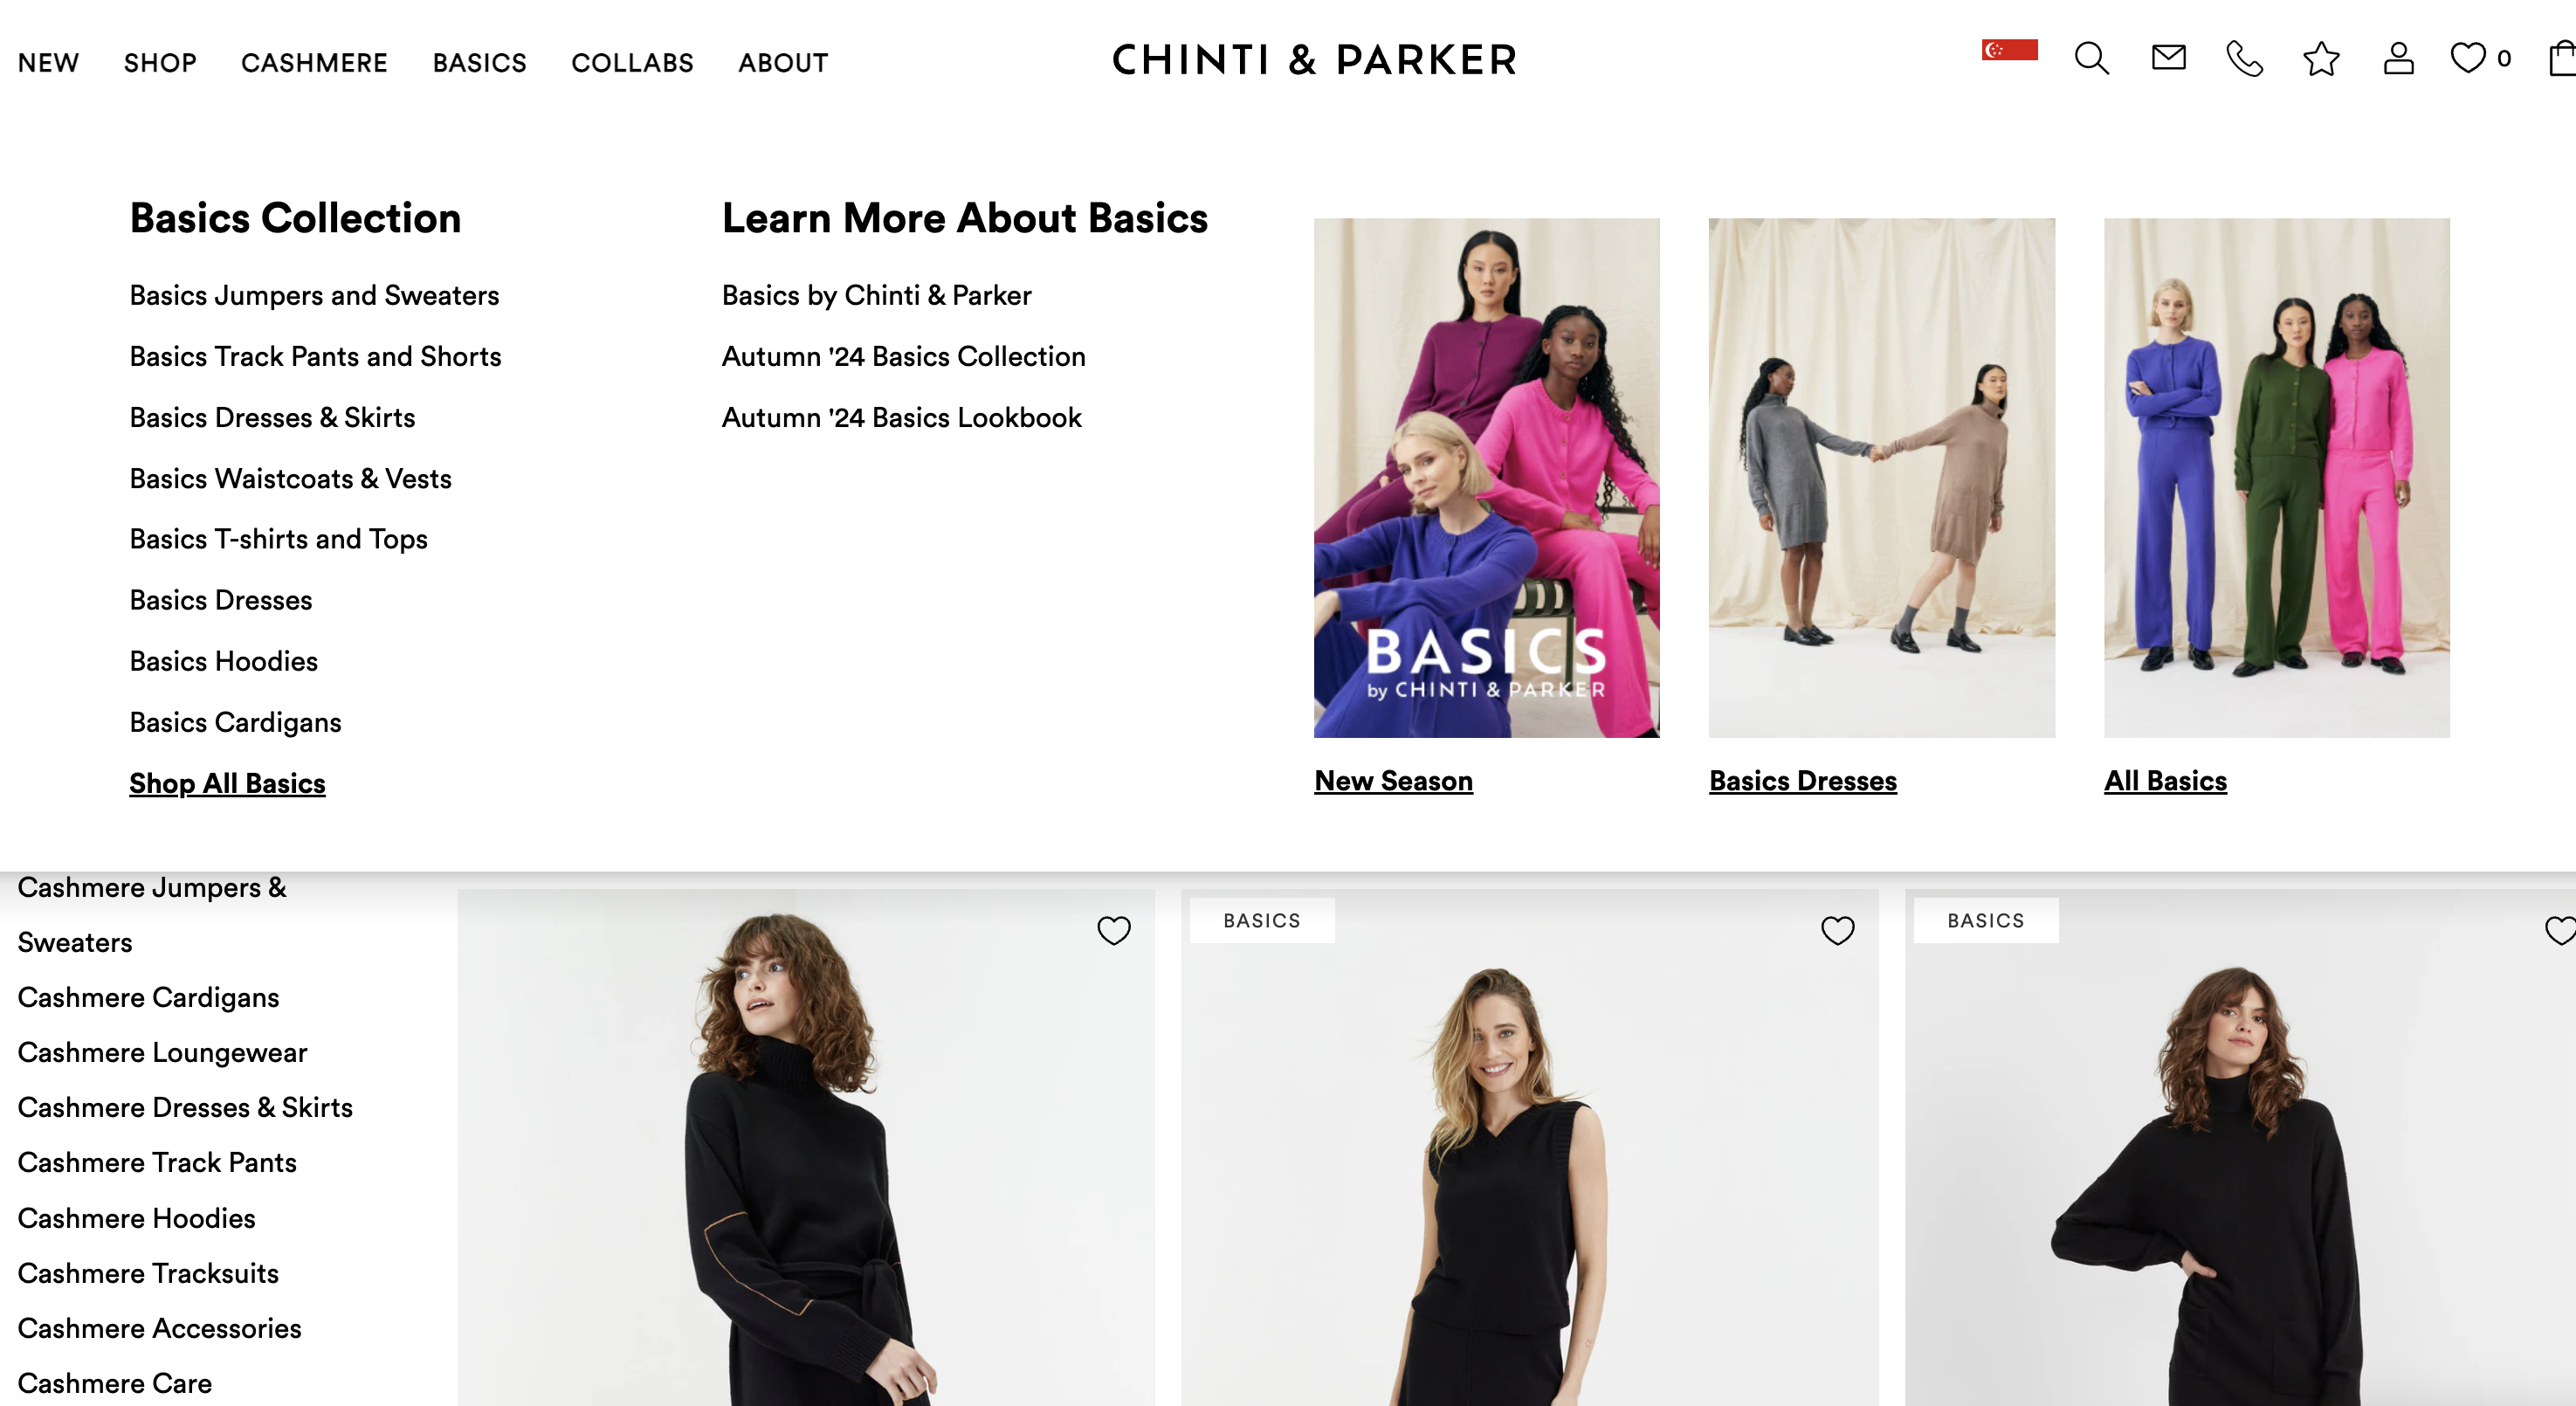 NEW
SHOP
CASHMERE
BASICS
COLLABS
ABOUT
CHINTI & PARKER
0
Basics Collection
Basics Jumpers and Sweaters
Basics Track Pants and Shorts
Basics Dresses & Skirts
Basics Waistcoats & Vests
Basics T-shirts and Tops
Basics Dresses
Basics Hoodies
Basics Cardigans
Shop All Basics
Learn More About Basics
Basics by Chinti & Parker
Autumn '24 Basics Collection
Autumn '24 Basics Lookbook
BASICS
by CHINTI & PARKER
New Season
Basics Dresses
All Basics
Cashmere Jumpers &
Sweaters
Cashmere Cardigans
Cashmere Loungewear
Cashmere Dresses & Skirts
Cashmere Track Pants
Cashmere Hoodies
Cashmere Tracksuits
Cashmere Accessories
Cashmere Care
BASICS
BASICS